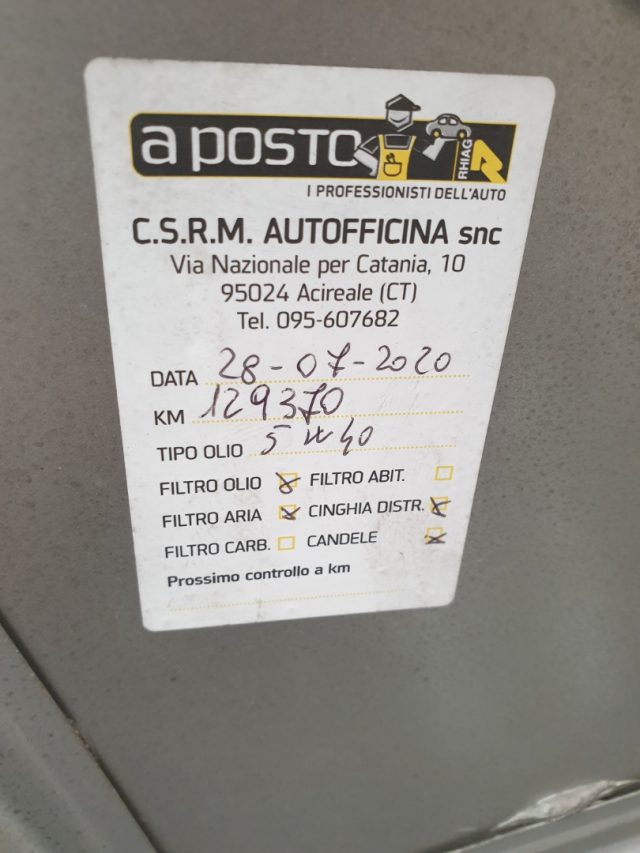 a posto
RHIAG
I PROFESSIONISTI DELL'AUTO
C.S.R.M. AUTOFFICINA snc
Via Nazionale per Catania, 10
95024 Acireale (CT)
Tel. 095-607682
DATA 28-07-2020
KM 129370
TIPO OLIO 5W40
FILTRO OLIO FILTRO ABIT.
FILTRO ARIA CINGHIA DISTR.
FILTRO CARB. CANDELE
Prossimo controllo a km